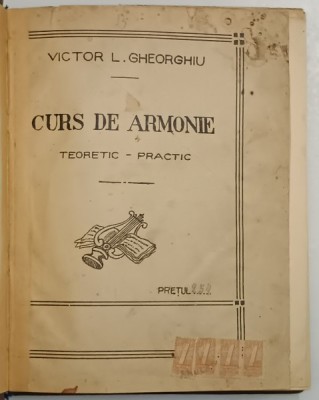 VICTOR L. GHEORGHIU
CURS DE ARMONIE
TEORETIC - PRACTIC
PREȚUL